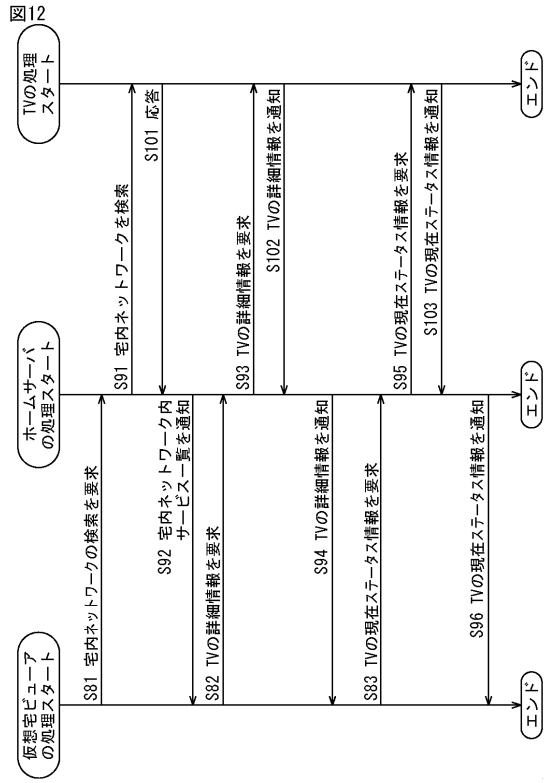 図12
仮想宅ビューア
の処理スタート
ホームサーバ
の処理スタート
TVの処理
スタート
S81 宅内ネットワークの検索を要求
S91 宅内ネットワークを検索
S101 応答
S92 宅内ネットワーク内
サービス一覧を通知
S82 TVの詳細情報を要求
S93 TVの詳細情報を要求
S102 TVの詳細情報を通知
S94 TVの詳細情報を通知
S83 TVの現在ステータス情報を要求
S95 TVの現在ステータス情報を要求
S103 TVの現在ステータス情報を通知
S96 TVの現在ステータス情報を通知
エンド
エンド
エンド